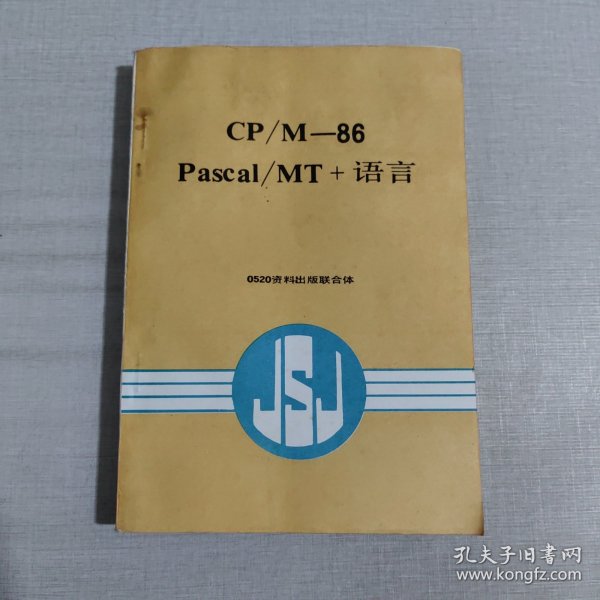 CP/M—86
Pascal/MT + 语言
0520资料出版联合体
JSJ
孔夫子旧书网
www.kongfz.com